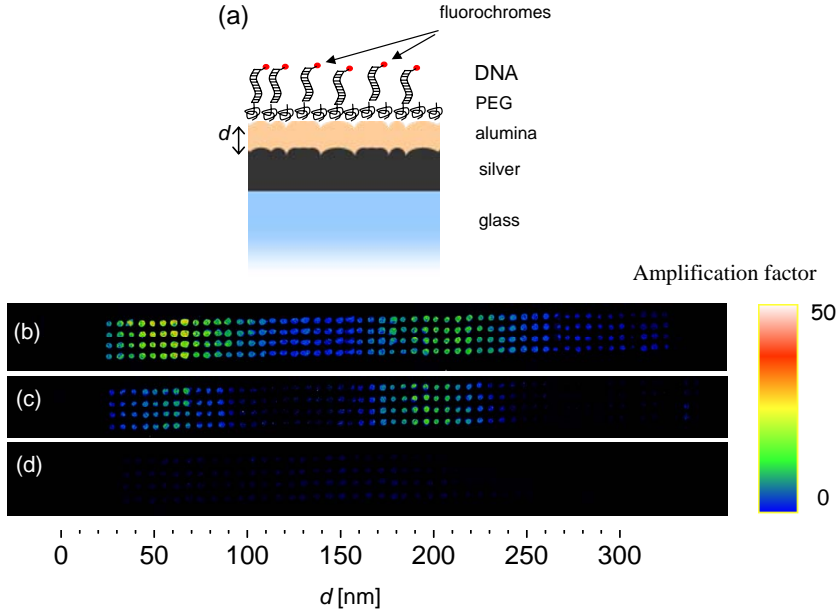 (a)
fluorochromes
DNA
PEG
d
alumina
silver
glass
Amplification factor
(b)
50
(c)
(d)
0
0 50 100 150 200 250 300
d [nm]